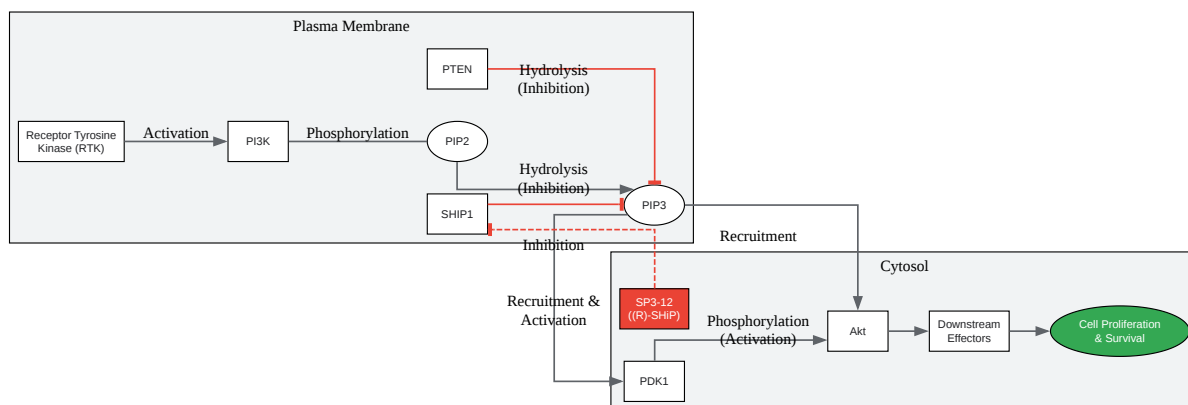 Plasma Membrane
PTEN
Hydrolysis
(Inhibition)
Receptor Tyrosine
Kinase (RTK)
Activation
PI3K
Phosphorylation
PIP2
Hydrolysis
(Inhibition)
SHIP1
PIP3
Inhibition
Recruitment
Cytosol
Recruitment &
Activation
SP3-12
((R)-SHiP)
Phosphorylation
(Activation)
Akt
Downstream
Effectors
Cell Proliferation
& Survival
PDK1